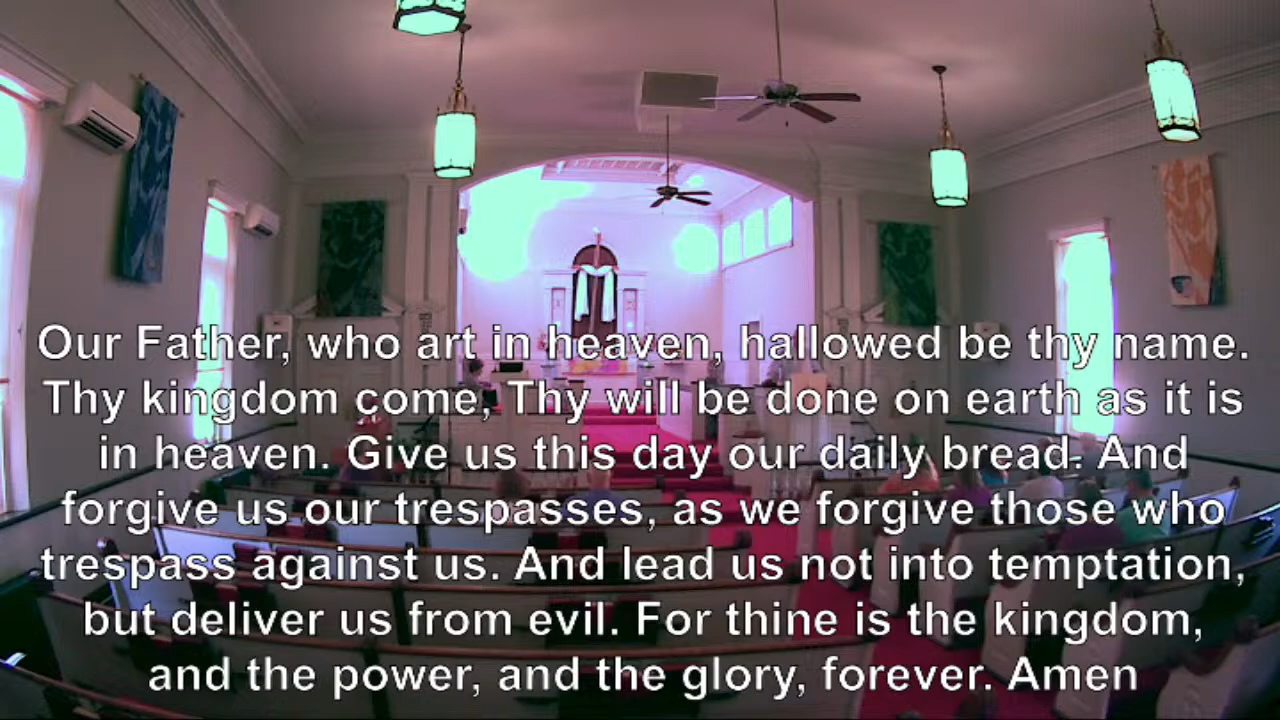 Our Father, who art in heaven, hallowed be thy name.
Thy kingdom come, Thy will be done on earth as it is
in heaven. Give us this day our daily bread. And
forgive us our trespasses, as we forgive those who
trespass against us. And lead us not into temptation,
but deliver us from evil. For thine is the kingdom,
and the power, and the glory, forever. Amen